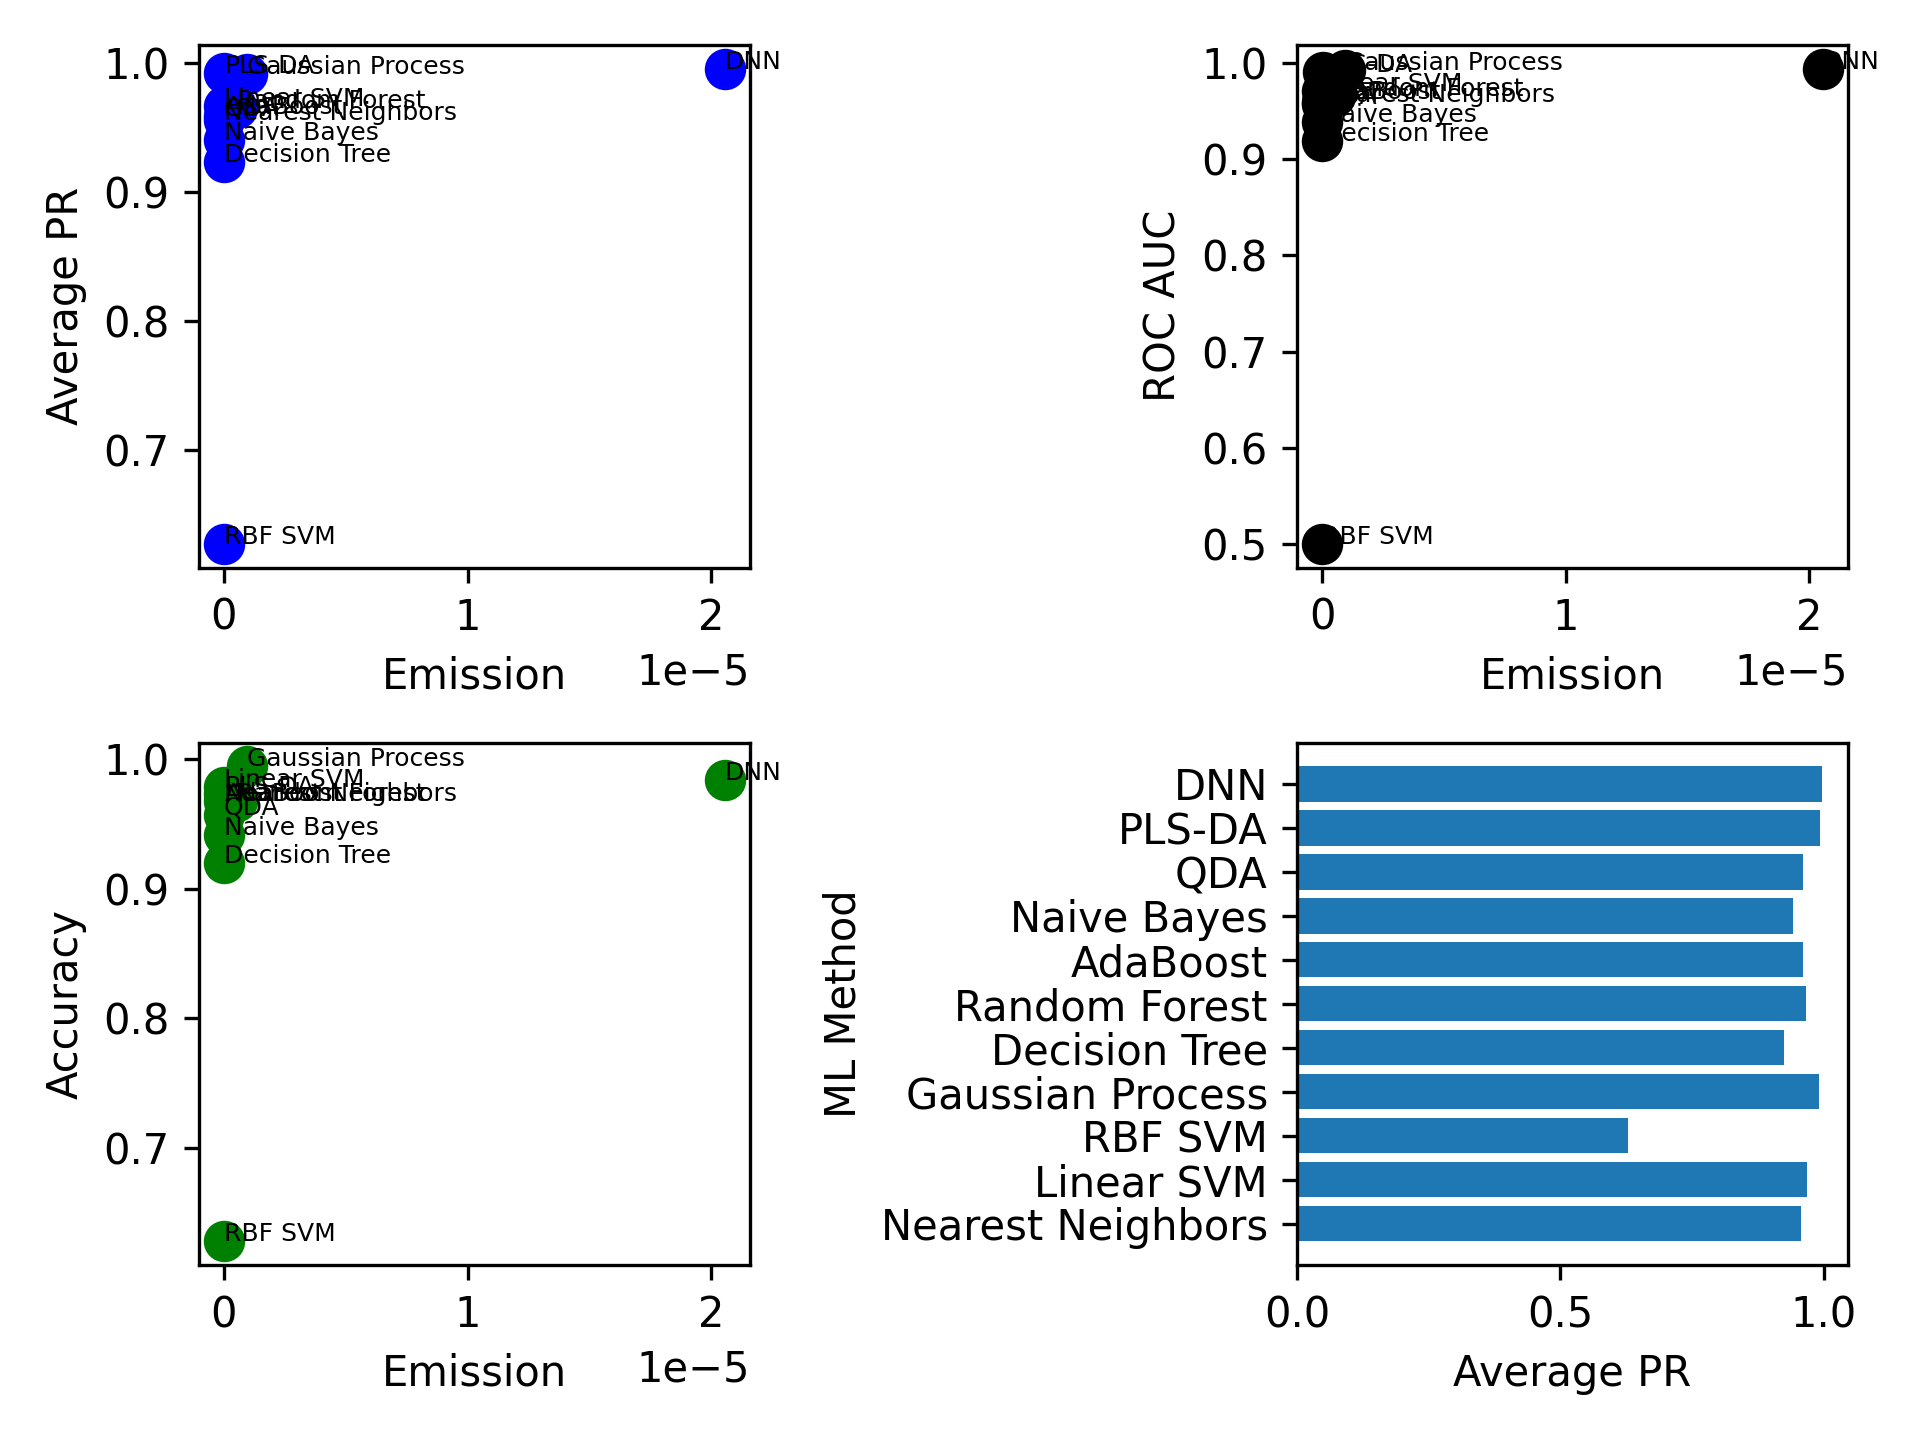 1.0
0.9
0.8
0.7
Average PR
PLS-DA
Gaussian Process
DNN
Linear SVM
Random Forest
Nearest Neighbors
Naive Bayes
Decision Tree
RBF SVM
0
1
2
Emission
1e−5
1.0
0.9
0.8
0.7
0.6
0.5
ROC AUC
Gaussian Process
Decision Tree
0
1
2
Emission
1e−5
1.0
0.9
0.8
0.7
Accuracy
Gaussian Process
DNN
Linear SVM
QDA
Naive Bayes
Decision Tree
RBF SVM
0
1
2
Emission
1e−5
ML Method
DNN
PLS-DA
QDA
Naive Bayes
AdaBoost
Random Forest
Decision Tree
Gaussian Process
RBF SVM
Linear SVM
Nearest Neighbors
0.0
0.5
1.0
Average PR